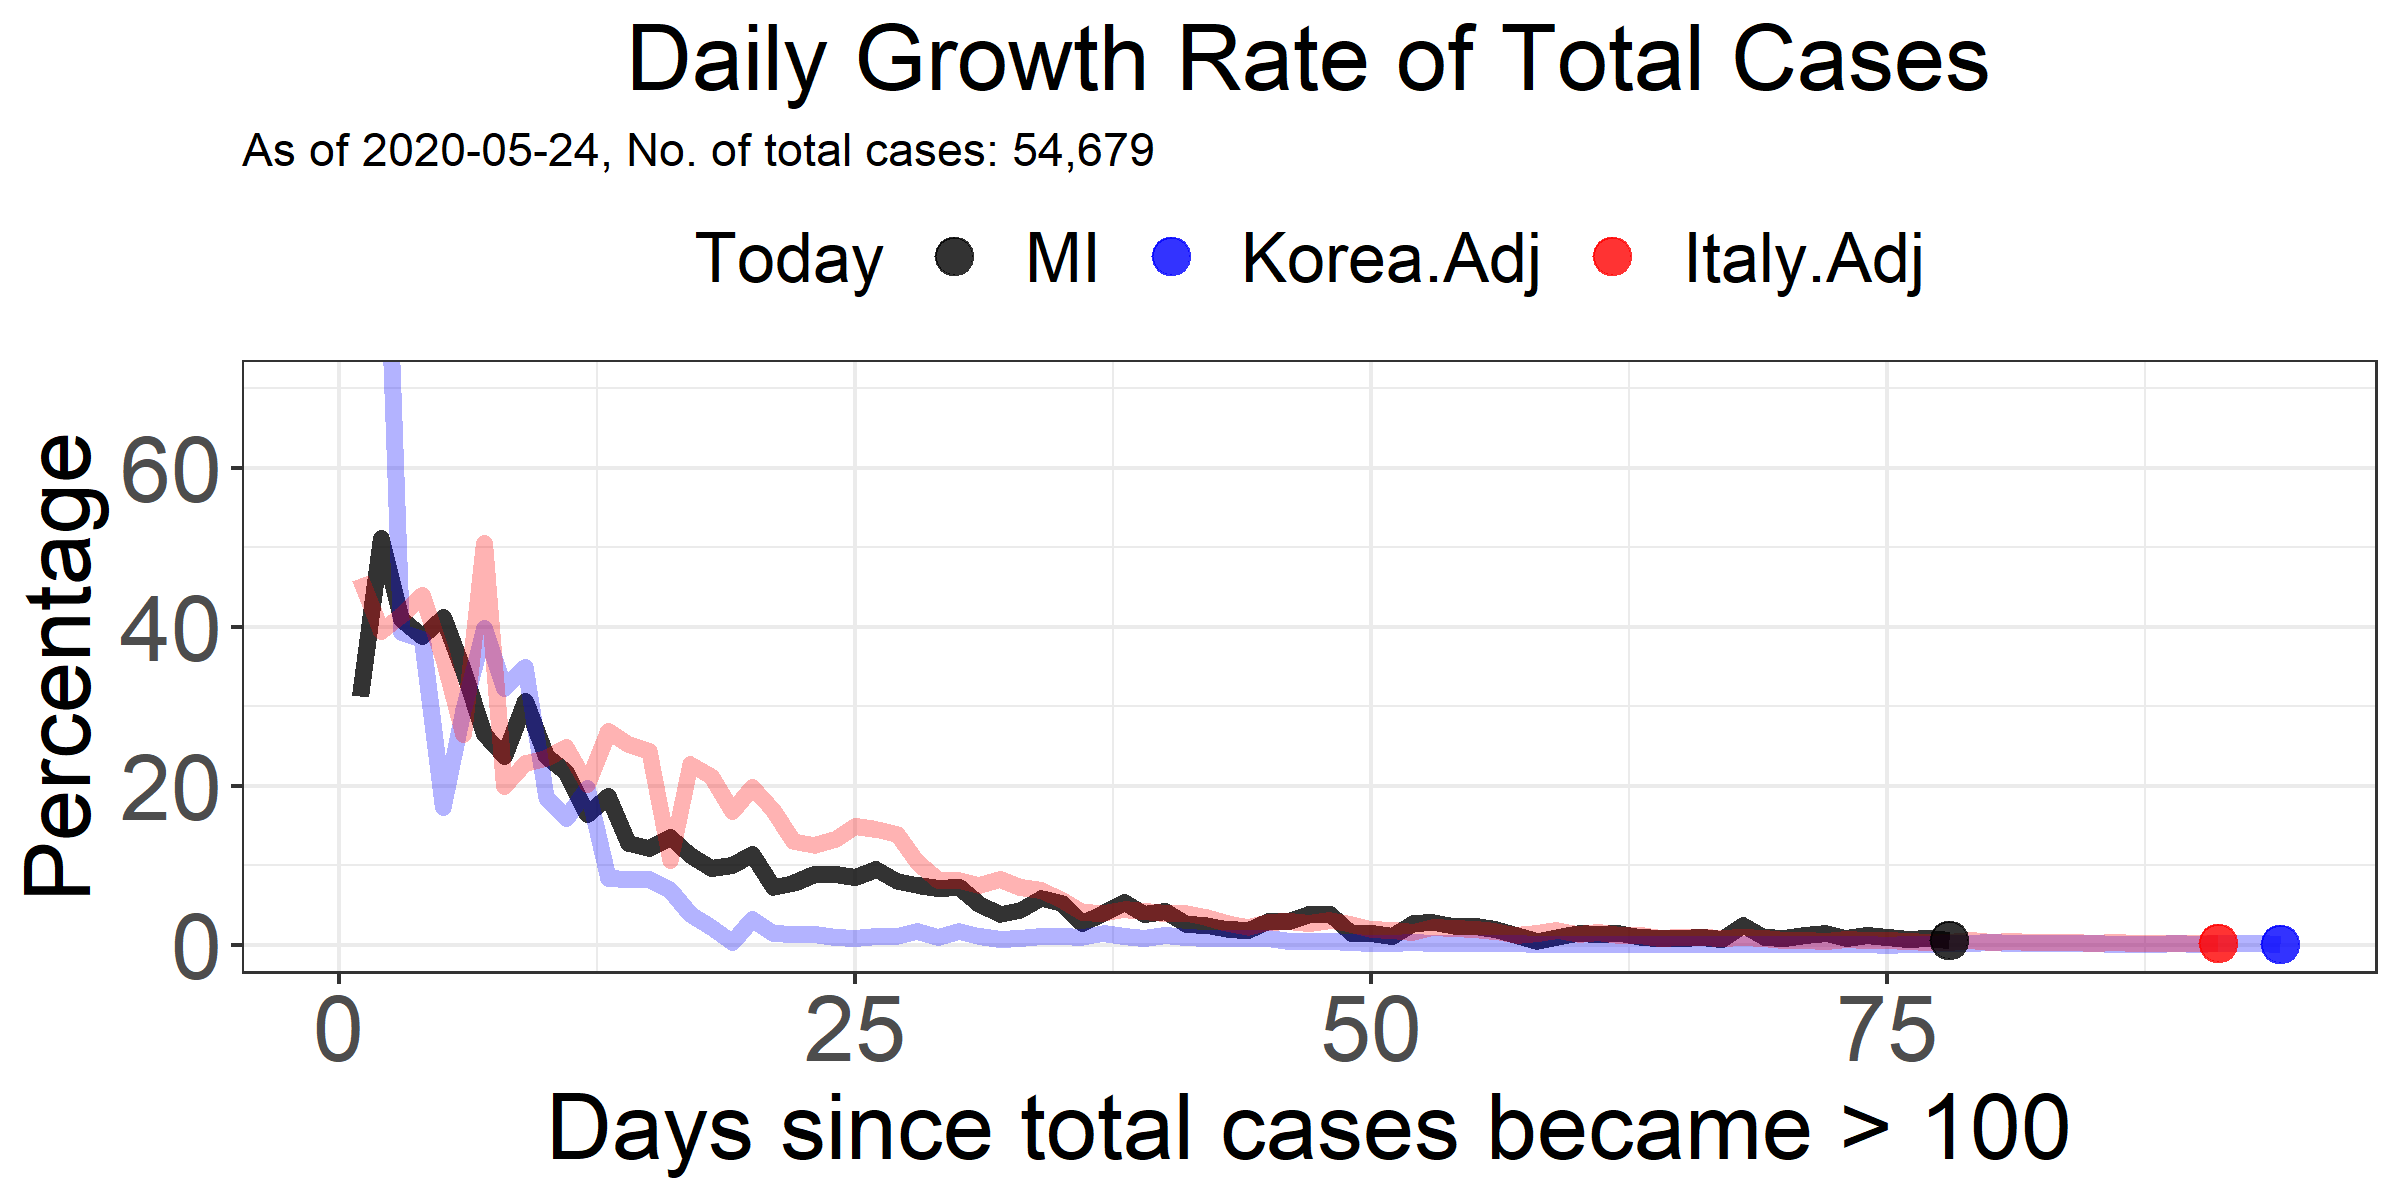 Daily Growth Rate of Total Cases
As of 2020-05-24, No. of total cases: 54,679
Today MI Korea.Adj Italy.Adj
Percentage
60
40
20
0
0 25 50 75
Days since total cases became > 100